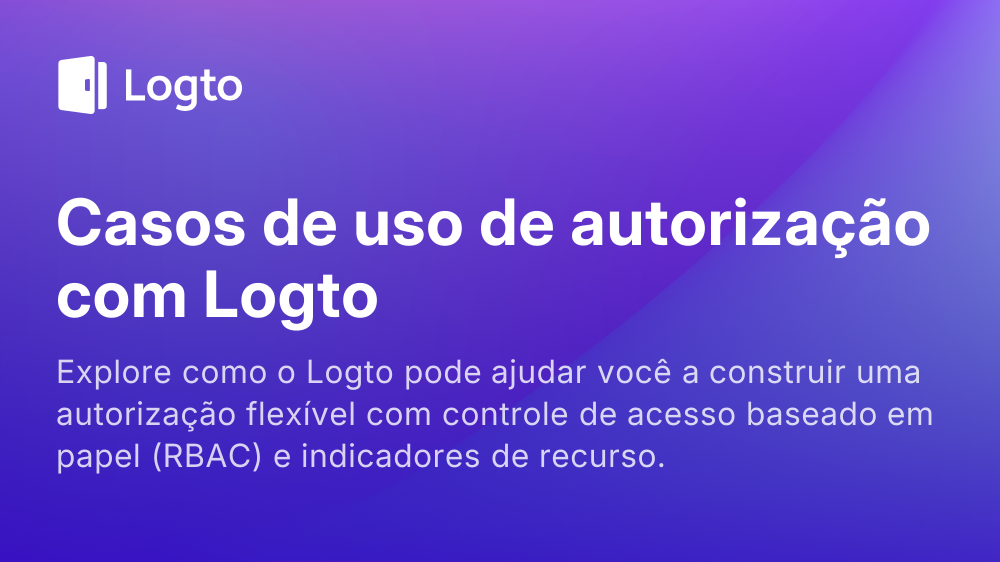 Logto
Casos de uso de autorização
com Logto
Explore como o Logto pode ajudar você a construir uma
autorização flexível com controle de acesso baseado em
papel (RBAC) e indicadores de recurso.